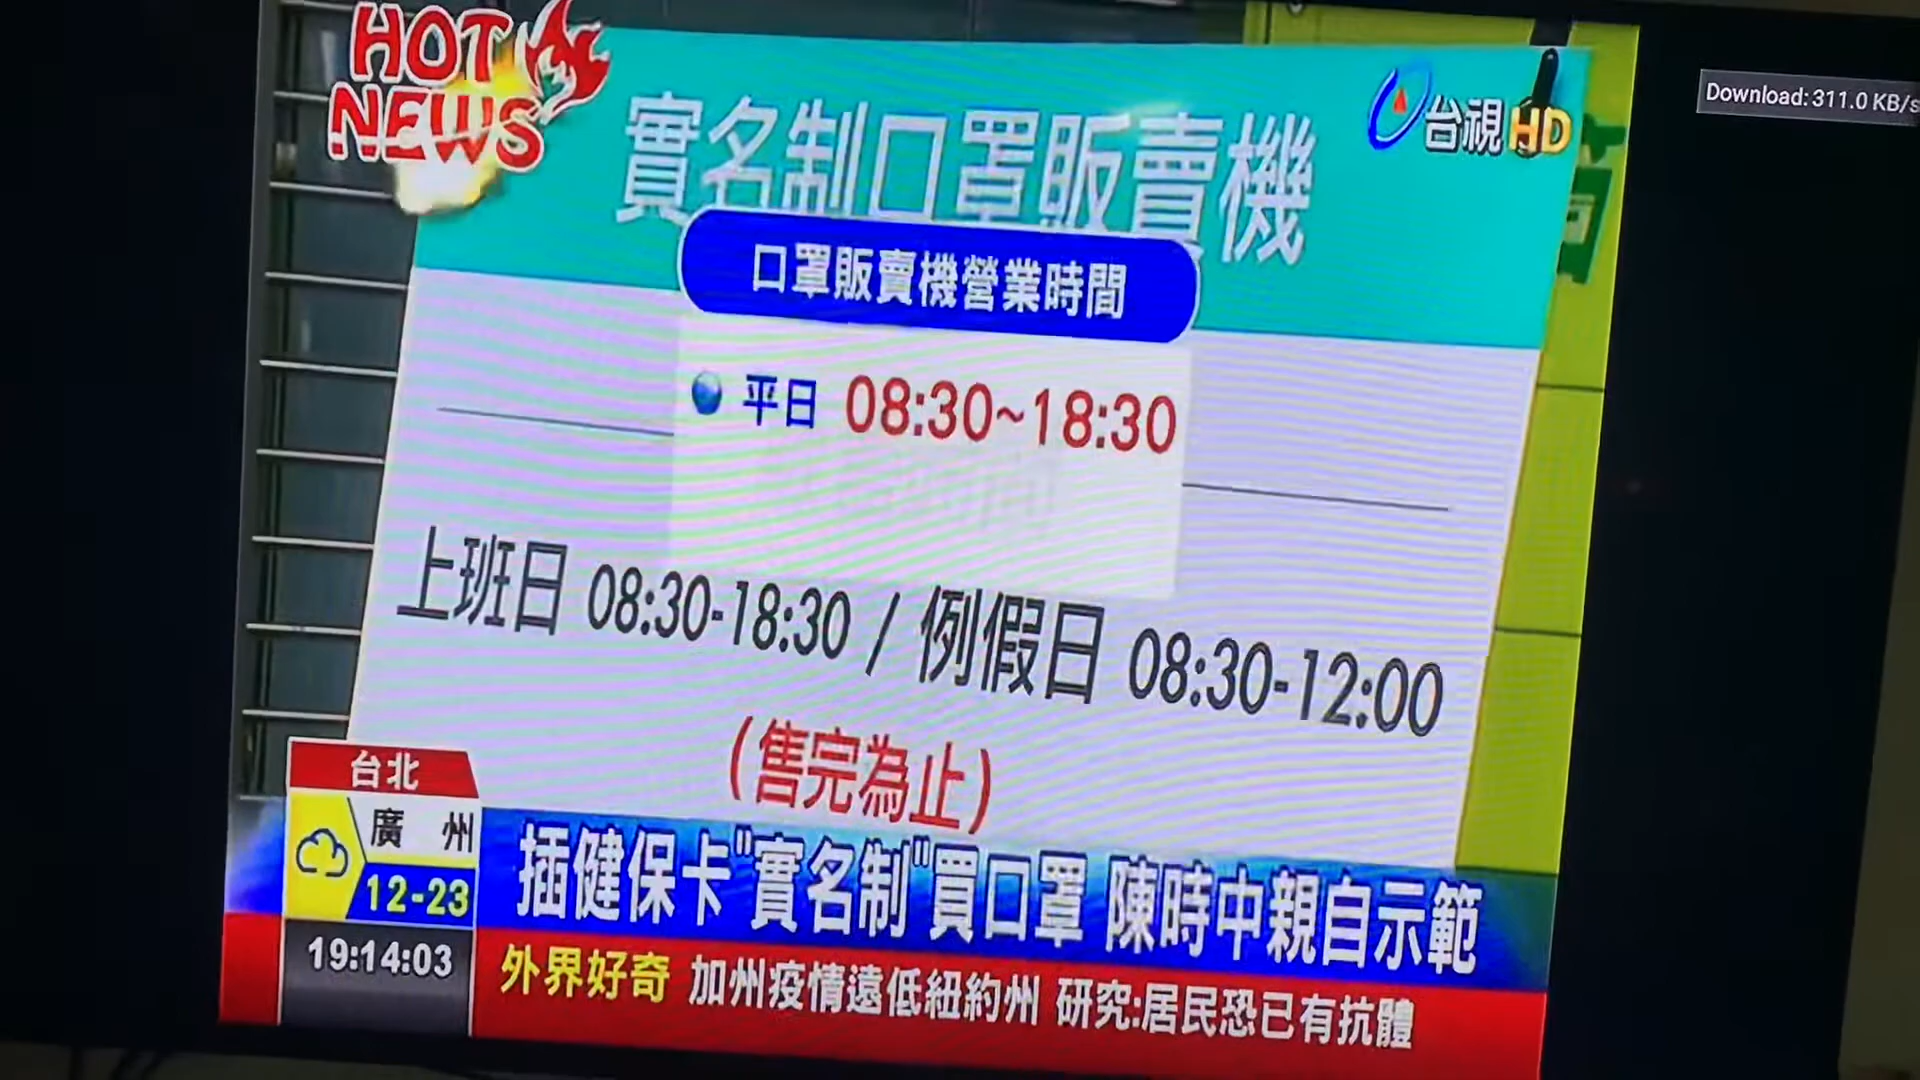 HOT
NEWS
台視HD
Download: 311.0 KB/s
實名制口罩販賣機
口罩販賣機營業時間
平日 08:30~18:30
上班日 08:30-18:30 / 例假日 08:30-12:00
(售完為止)
台北
廣州
12-23
19:14:03
插健保卡"實名制"買口罩 陳時中親自示範
外界好奇 加州疫情遠低紐約州 研究:居民恐已有抗體